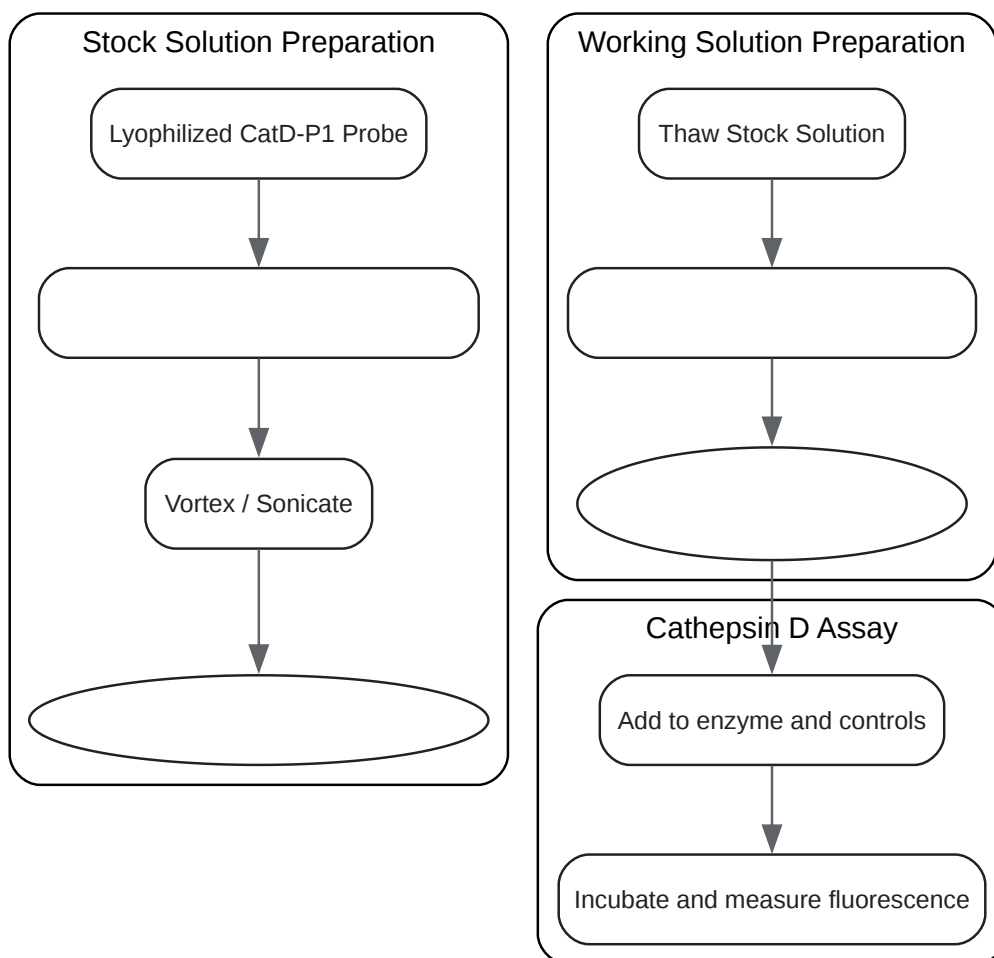 Stock Solution Preparation
Lyophilized CatD-P1 Probe
Vortex / Sonicate
Working Solution Preparation
Thaw Stock Solution
Cathepsin D Assay
Add to enzyme and controls
Incubate and measure fluorescence